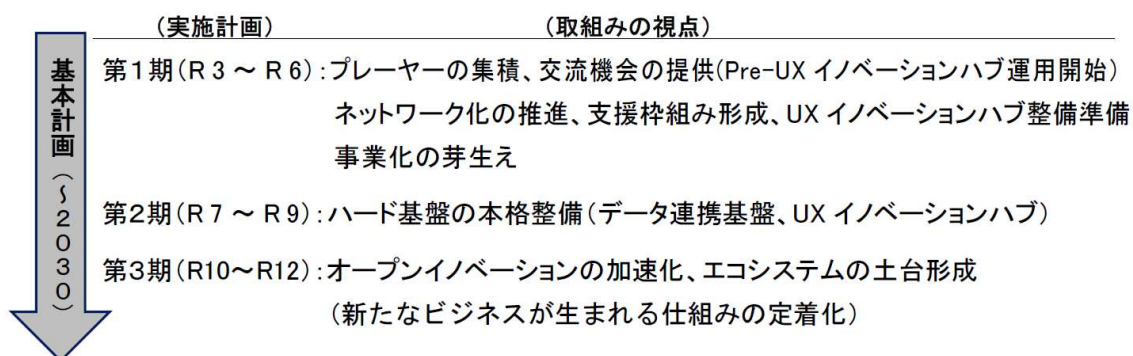 （実施計画） （取組みの視点）
基本計画（～２０３０）
第１期（Ｒ３～Ｒ６）：プレーヤーの集積、交流機会の提供(Pre-UX イノベーションハブ運用開始)
ネットワーク化の推進、支援枠組み形成、UX イノベーションハブ整備準備
事業化の芽生え
第２期（Ｒ７～Ｒ９）：ハード基盤の本格整備（データ連携基盤、UX イノベーションハブ）
第３期（R10～R12）：オープンイノベーションの加速化、エコシステムの土台形成
（新たなビジネスが生まれる仕組みの定着化）